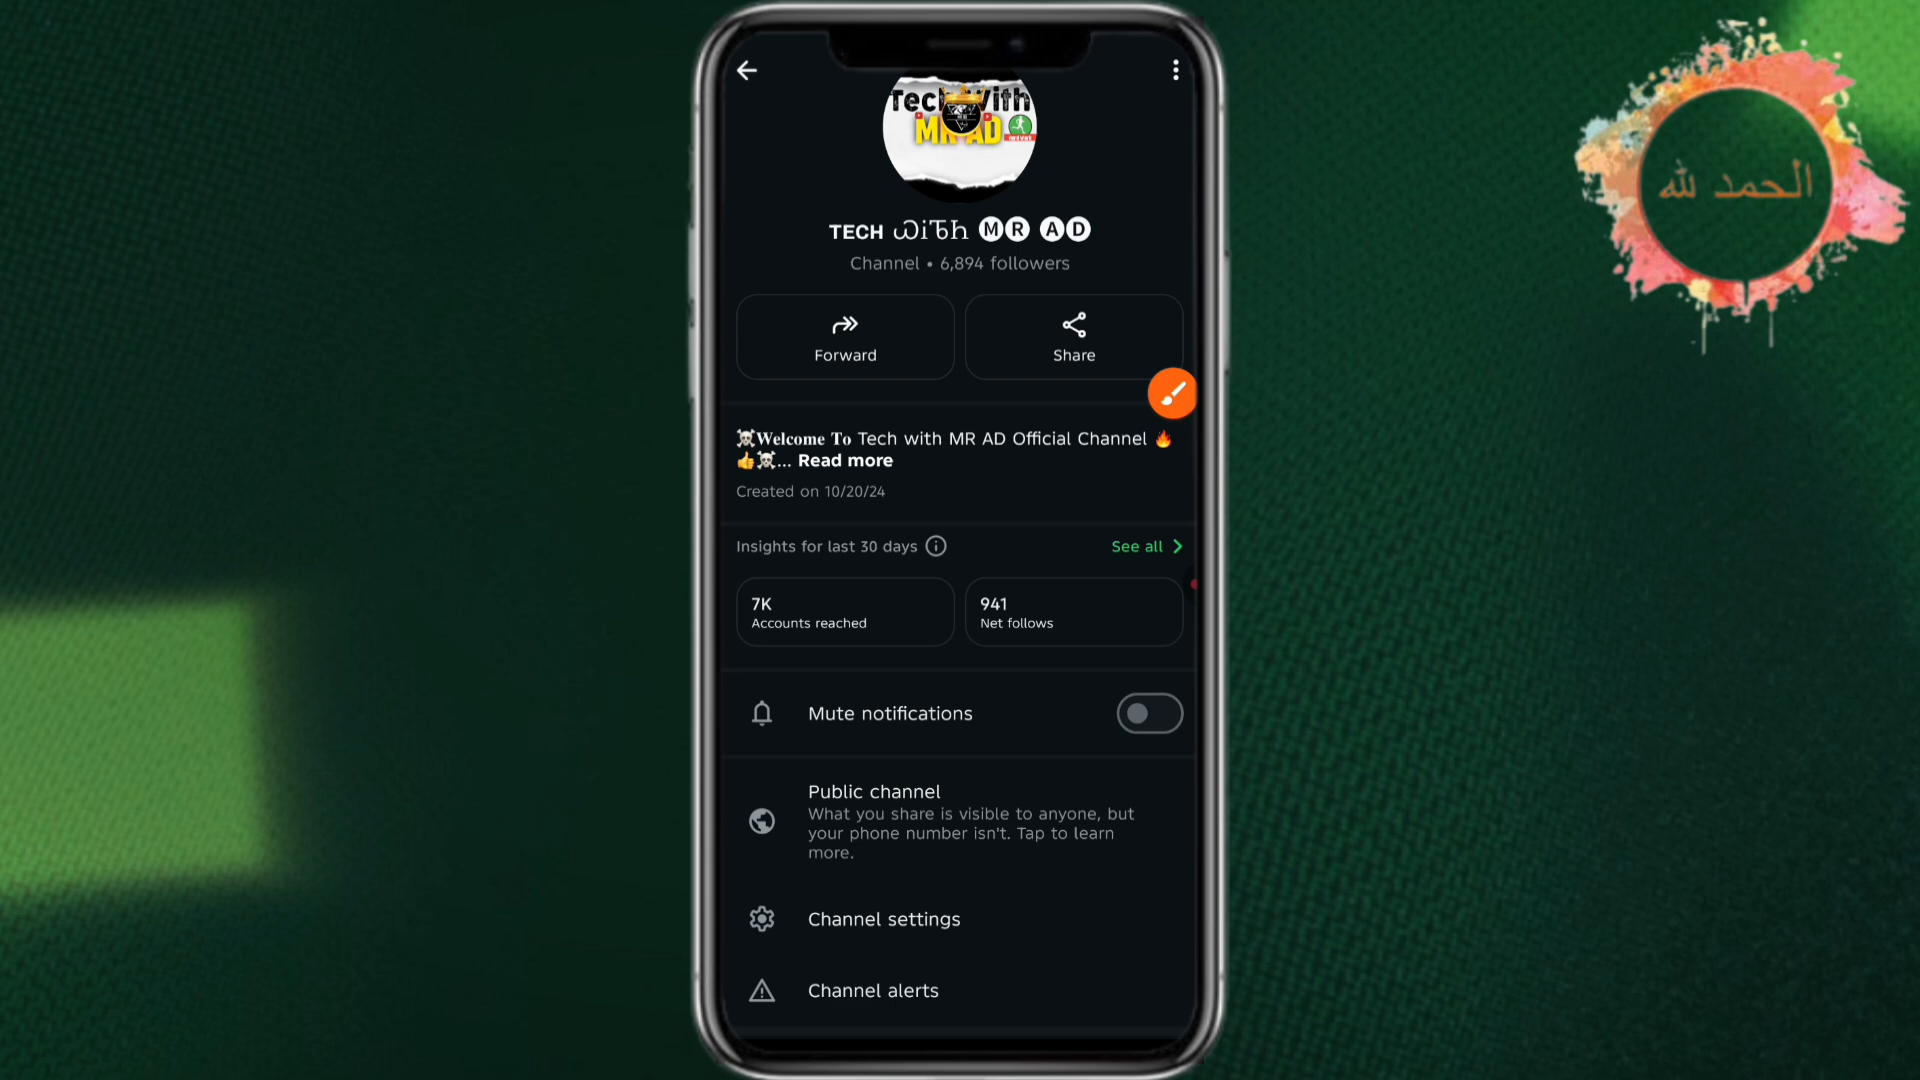 Tech With
MR AD
TECH ᏇiᏖh 🅜🅡 🅐🅓
Channel • 6,894 followers
Forward
Share
☠️𝐖𝐞𝐥𝐜𝐨𝐦𝐞 𝐓𝐨 Tech with MR AD Official Channel 🔥
👍☠️... Read more
Created on 10/20/24
Insights for last 30 days
See all
7K
Accounts reached
941
Net follows
Mute notifications
Public channel
What you share is visible to anyone, but
your phone number isn't. Tap to learn
more.
Channel settings
Channel alerts
الحمد لله